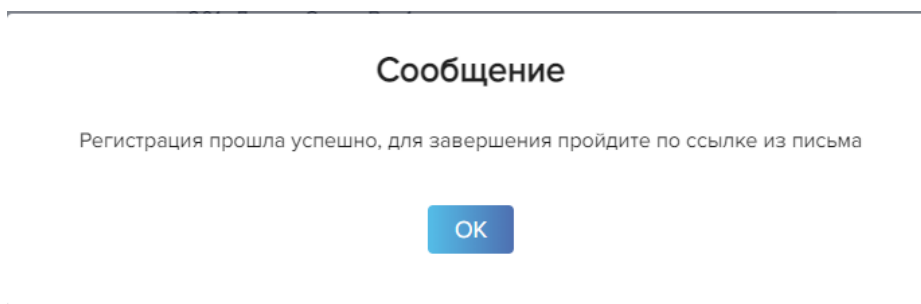 Сообщение
Регистрация прошла успешно, для завершения пройдите по ссылке из письма
OK